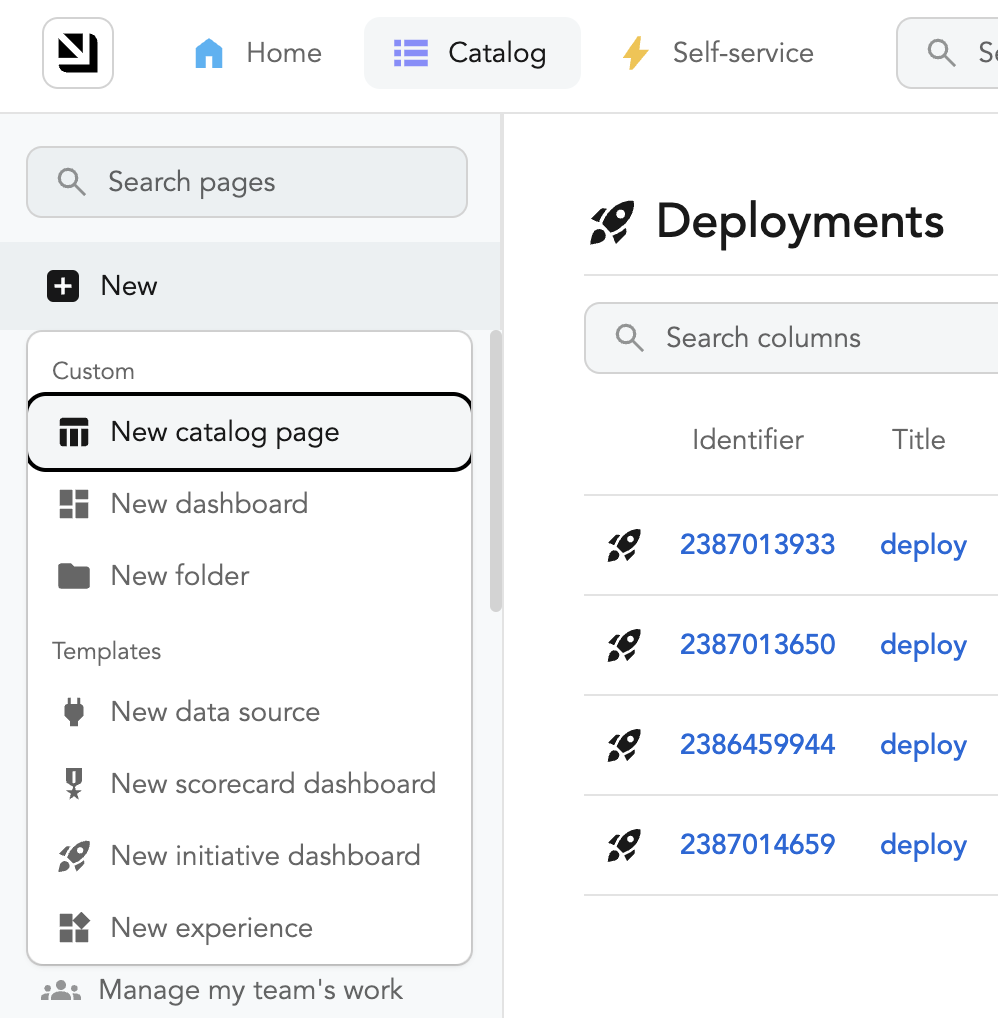 Home
Catalog
Self-service
Search pages
New
Custom
New catalog page
New dashboard
New folder
Templates
New data source
New scorecard dashboard
New initiative dashboard
New experience
Manage my team's work
Deployments
Search columns
Identifier Title
2387013933 deploy
2387013650 deploy
2386459944 deploy
2387014659 deploy